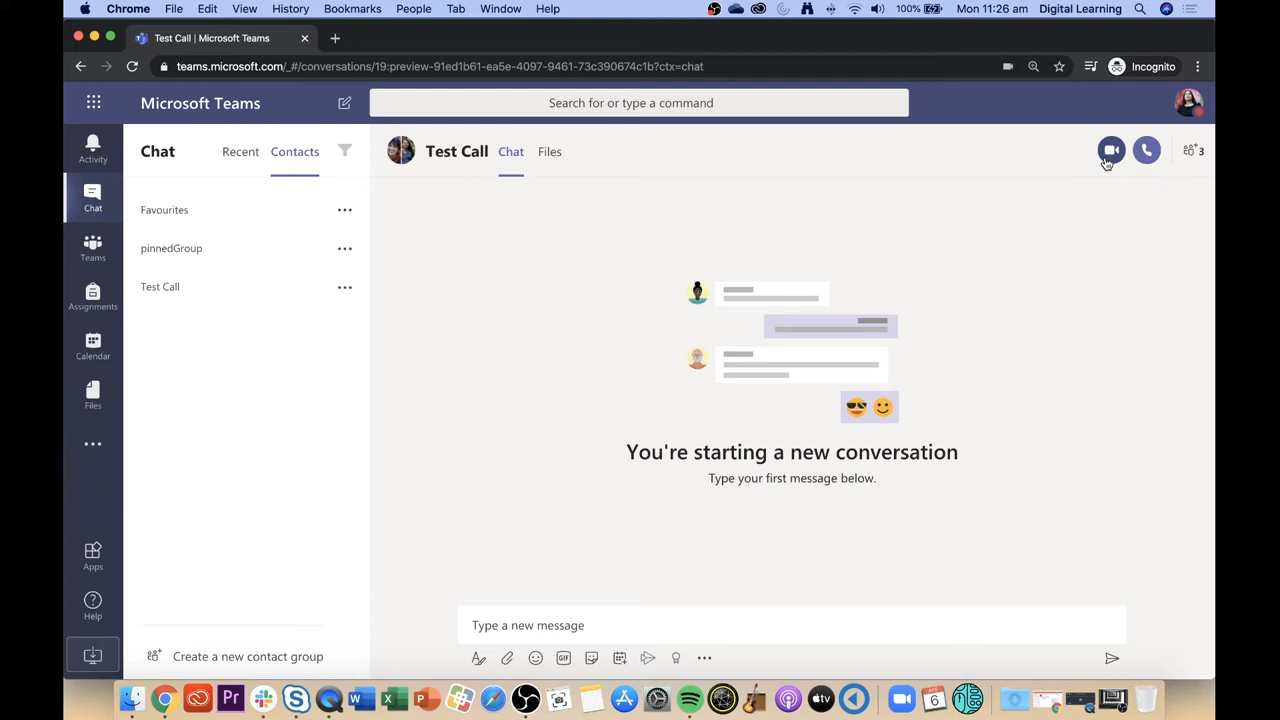 Chrome File Edit View History Bookmarks People Tab Window Help 100% Mon 11:26 am Digital Learning
Test Call | Microsoft Teams
teams.microsoft.com/_#/conversations/19:preview-91ed1b61-ea5e-4097-9461-73c390674c1b?ctx=chat Incognito
Microsoft Teams Search for or type a command
Activity
Chat
Teams
Assignments
Calendar
Files
Apps
Help
Chat Recent Contacts
Favourites
pinnedGroup
Test Call
Create a new contact group
Test Call Chat Files 3
You're starting a new conversation
Type your first message below.
Type a new message
GIF